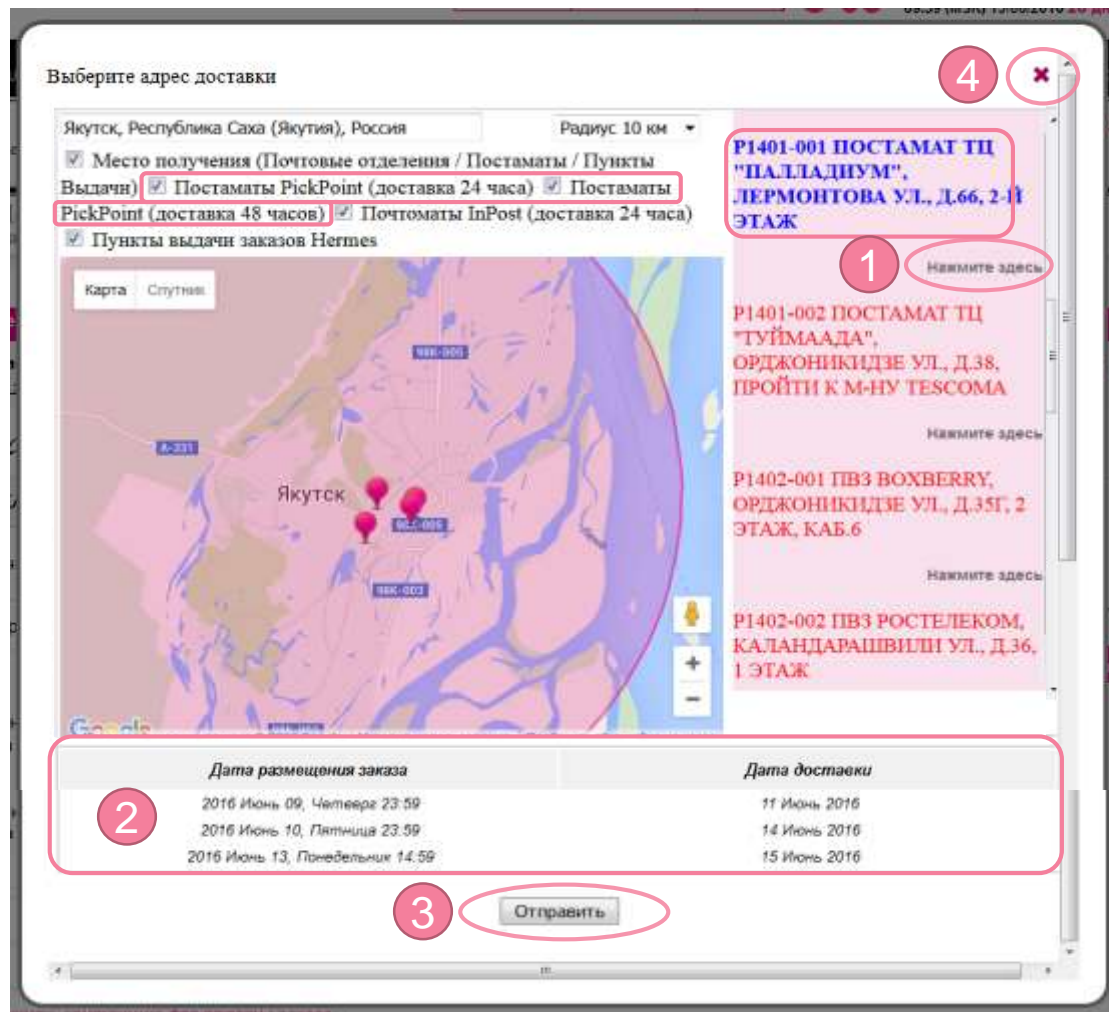 Выберите адрес доставки
4
Якутск, Республика Саха (Якутия), Россия
Радиус 10 км
Место получения (Почтовые отделения / Постаматы / Пункты
Выдачи) Постаматы PickPoint (доставка 24 часа) Постаматы
PickPoint (доставка 48 часов) Почтоматы InPost (доставка 24 часа)
Пункты выдачи заказов Hermes
Карта Спутник
А-331
Якутск
98К-003
Google
P1401-001 ПОСТАМАТ ТЦ
"ПАЛЛАДИУМ",
ЛЕРМОНТОВА УЛ., Д.66, 2-Й
ЭТАЖ
1
Нажмите здесь
P1401-002 ПОСТАМАТ ТЦ
"ТУЙМААДА",
ОРДЖОНИКИДЗЕ УЛ., Д.38,
ПРОЙТИ К М-НУ TESCOMA
Нажмите здесь
P1402-001 ПВЗ BOXBERRY,
ОРДЖОНИКИДЗЕ УЛ., Д.35Г, 2
ЭТАЖ, КАБ.6
Нажмите здесь
P1402-002 ПВЗ РОСТЕЛЕКОМ,
КАЛАНДАРАШВИЛИ УЛ., Д.36,
1 ЭТАЖ
Дата размещения заказа Дата доставки
2
2016 Июнь 09, Четверг 23:59 11 Июнь 2016
2016 Июнь 10, Пятница 23:59 14 Июнь 2016
2016 Июнь 13, Понедельник 14:59 15 Июнь 2016
3
Отправить